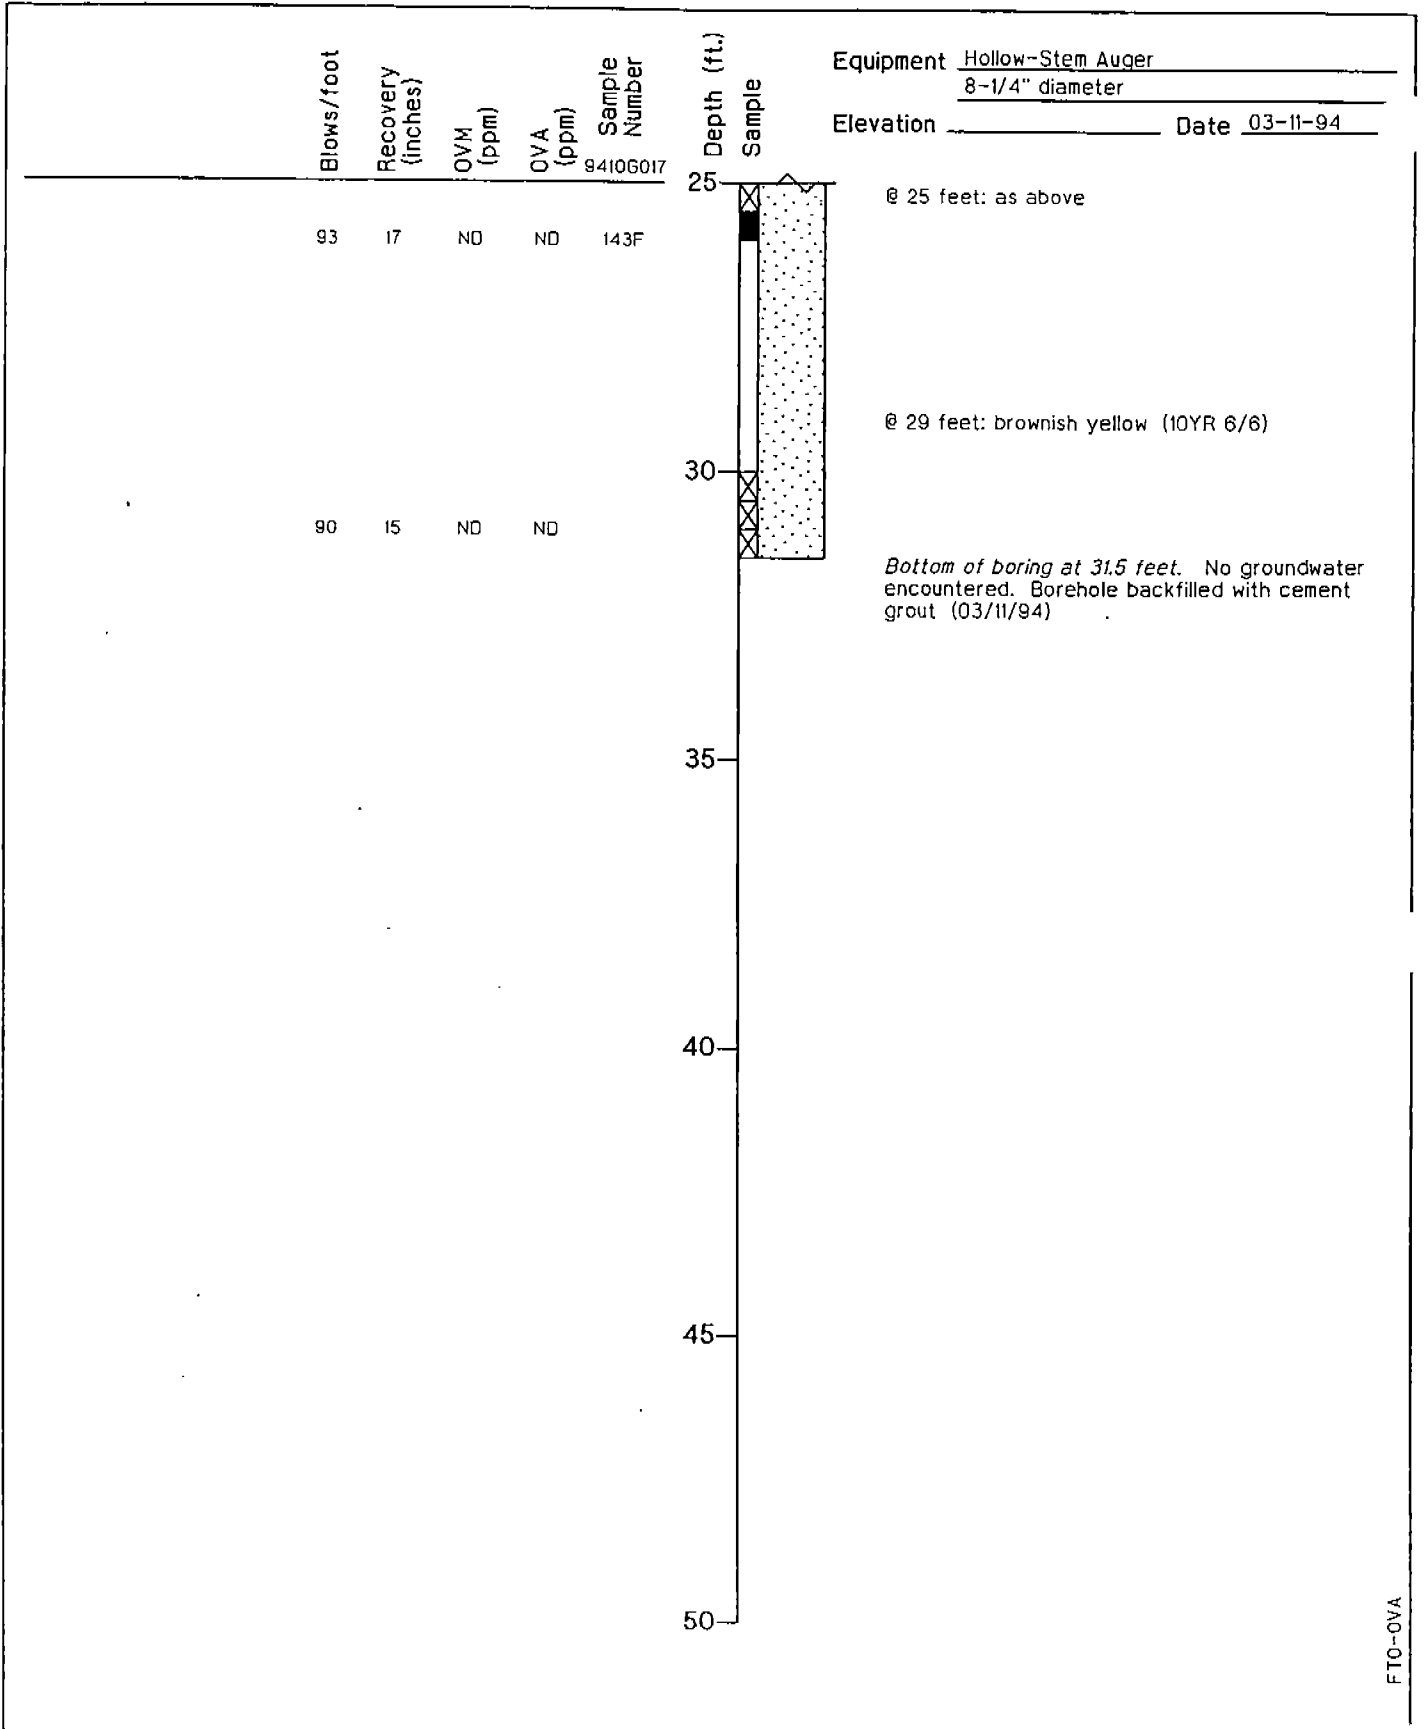 Blows/foot
Recovery
(inches)
OVM
(ppm)
OVA
(ppm)
Sample
Number
9410G017
Depth (ft.)
Sample
Equipment Hollow-Stem Auger
8-1/4" diameter
Elevation Date 03-11-94
25
@ 25 feet: as above
93 17 ND ND 143F
@ 29 feet: brownish yellow (10YR 6/6)
30
90 15 ND ND
Bottom of boring at 31.5 feet. No groundwater
encountered. Borehole backfilled with cement
grout (03/11/94)
35
40
45
50
FTO-OVA